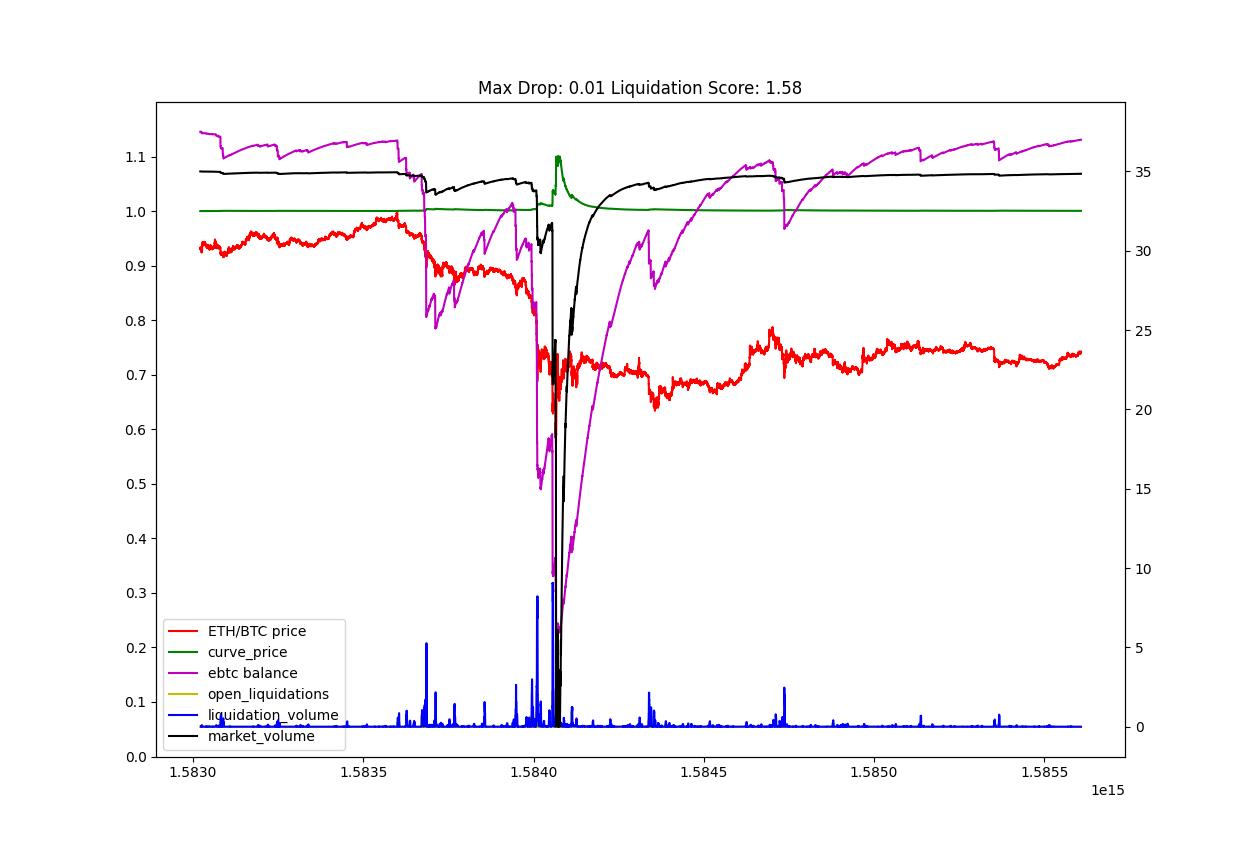 Max Drop: 0.01 Liquidation Score: 1.58
1.1
1.0
0.9
0.8
0.7
0.6
0.5
0.4
0.3
0.2
0.1
0.0
35
30
25
20
15
10
5
0
ETH/BTC price
curve_price
ebtc balance
open_liquidations
liquidation_volume
market_volume
1.5830 1.5835 1.5840 1.5845 1.5850 1.5855
1e15